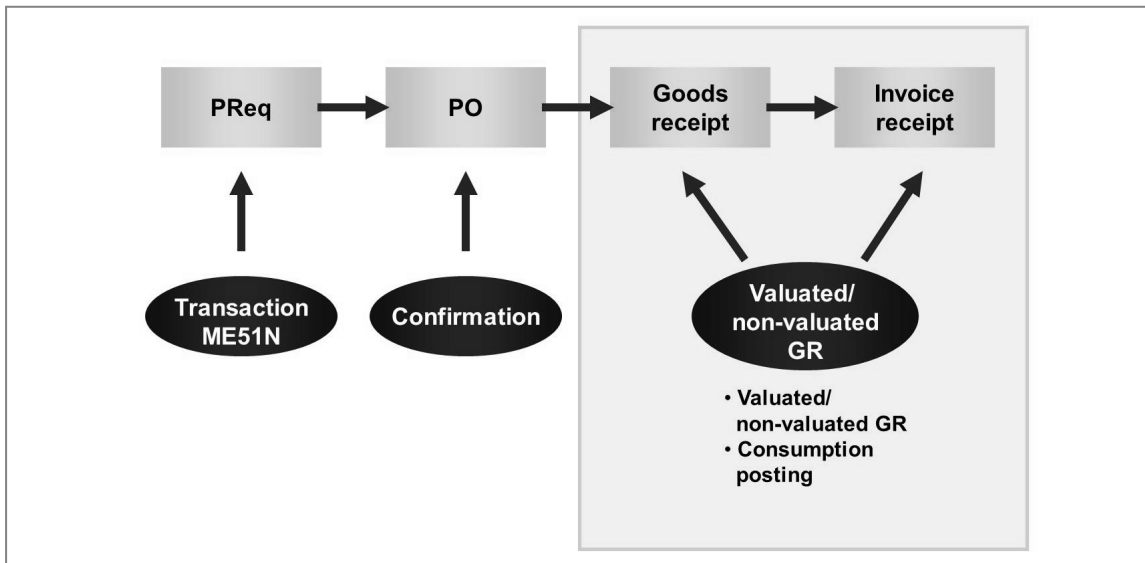 PReq
PO
Goods
receipt
Invoice
receipt
Transaction
ME51N
Confirmation
Valuated/
non-valuated
GR
• Valuated/
non-valuated GR
• Consumption
posting